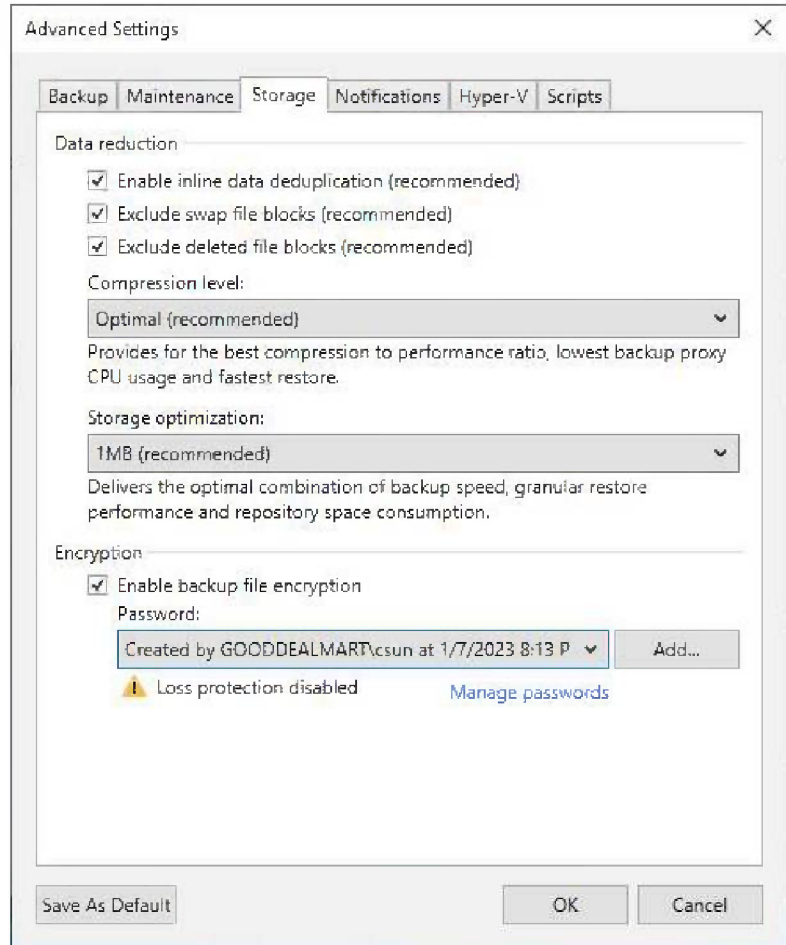 Advanced Settings
Backup Maintenance Storage Notifications Hyper-V Scripts
Data reduction
Enable inline data deduplication (recommended)
Exclude swap file blocks (recommended)
Exclude deleted file blocks (recommended)
Compression level:
Optimal (recommended)
Provides for the best compression to performance ratio, lowest backup proxy
CPU usage and fastest restore.
Storage optimization:
1MB (recommended)
Delivers the optimal combination of backup speed, granular restore
performance and repository space consumption.
Encryption
Enable backup file encryption
Password:
Created by GOODDEALMART\csun at 1/7/2023 8:13 P Add...
Loss protection disabled Manage passwords
Save As Default OK Cancel